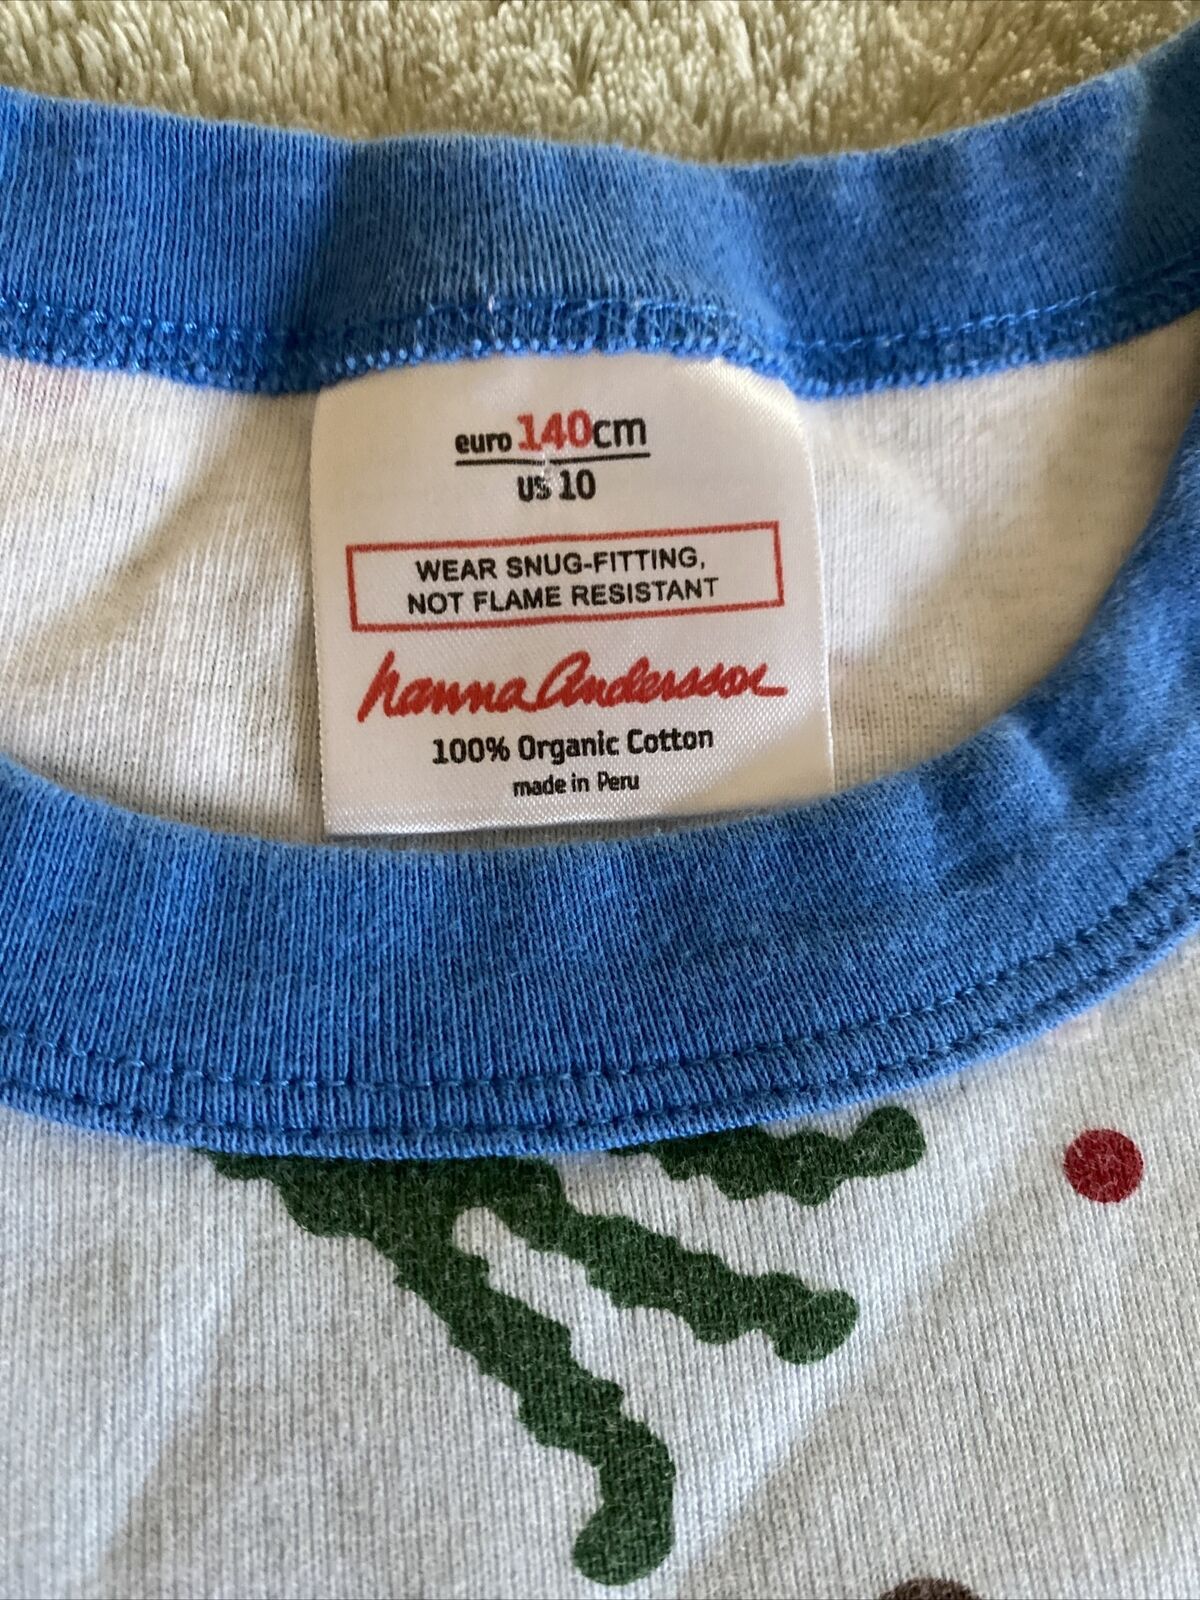 euro 140cm
US 10
WEAR SNUG-FITTING,
NOT FLAME RESISTANT
hanna Andersson
100% Organic Cotton
made in Peru